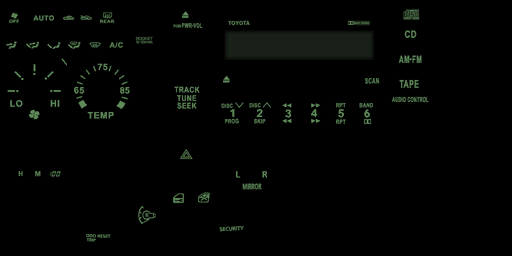 OFF AUTO REAR
A/C
LO HI
65 75 85
TEMP
PUSH PWR·VOL
TOYOTA
TRACK
TUNE
SEEK
SCAN
CD
AM·FM
TAPE
AUDIO CONTROL
DISC DISC RPT BAND
1 2 3 4 5 6
PROG SKIP RPT
H M :00
L R
MIRROR
ODO RESET
TRIP
SECURITY